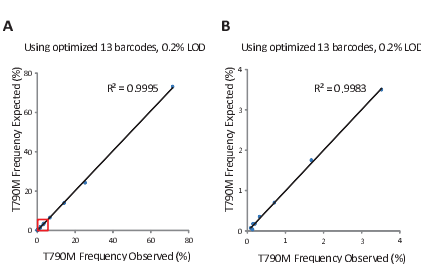 A
Using optimized 13 barcodes, 0.2% LOD
T790M Frequency Expected (%)
80
60
40
20
0
R² = 0.9995
0 20 40 60 80
T790M Frequency Observed (%)
B
Using optimized 13 barcodes, 0.2% LOD
T790M Frequency Expected (%)
4
3
2
1
0
R² = 0,9983
0 1 2 3 4
T790M Frequency Observed (%)